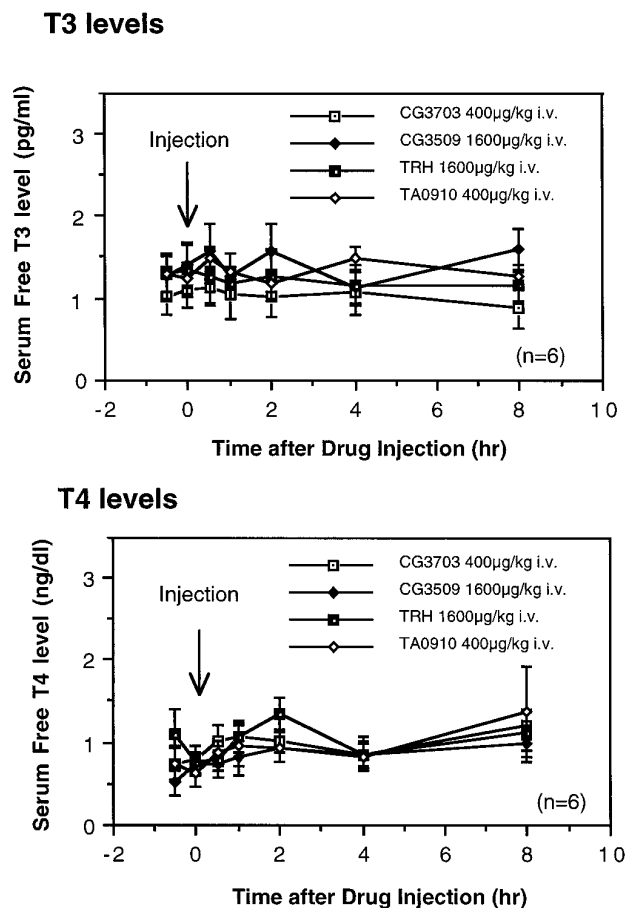 T3 levels
Serum Free T3 level (pg/ml)
3
2
1
0
Injection
CG3703 400µg/kg i.v.
CG3509 1600µg/kg i.v.
TRH 1600µg/kg i.v.
TA0910 400µg/kg i.v.
(n=6)
-2 0 2 4 6 8 10
Time after Drug Injection (hr)
T4 levels
Serum Free T4 level (ng/dl)
3
2
1
0
Injection
CG3703 400µg/kg i.v.
CG3509 1600µg/kg i.v.
TRH 1600µg/kg i.v.
TA0910 400µg/kg i.v.
(n=6)
-2 0 2 4 6 8 10
Time after Drug Injection (hr)